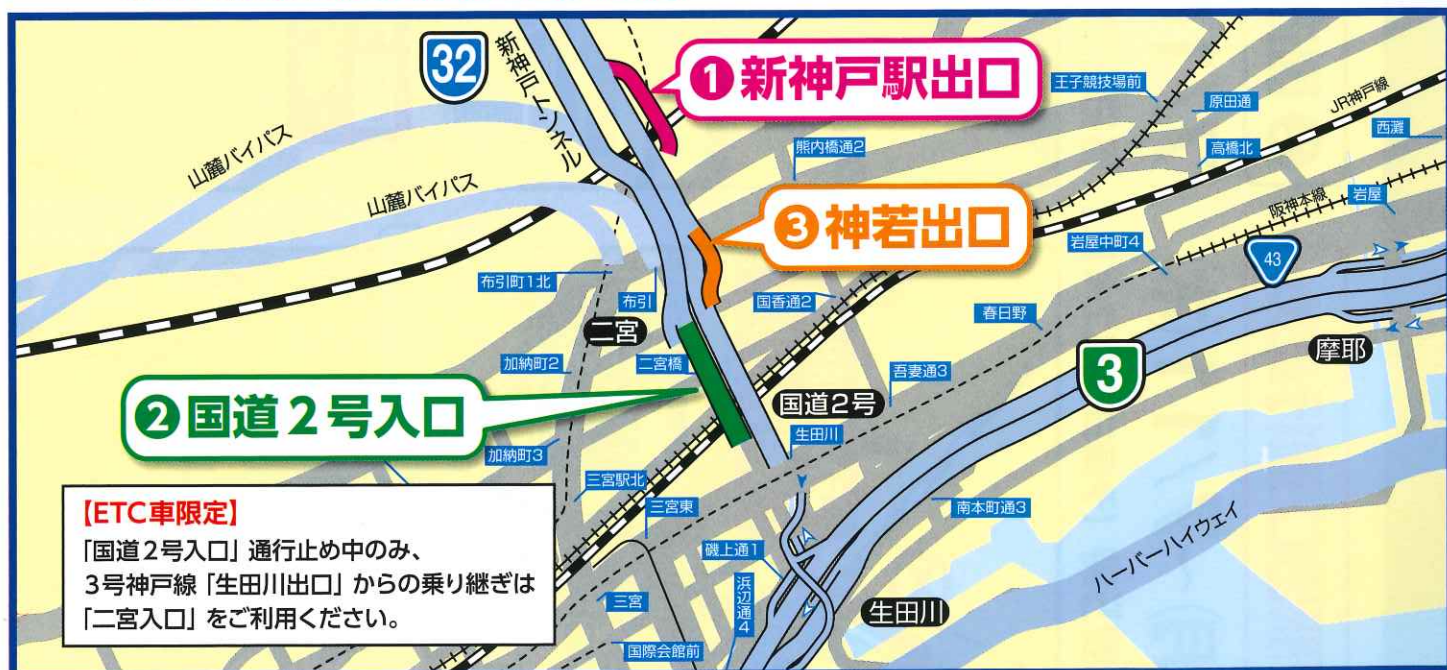 32
新神戸トンネル
❶新神戸駅出口
王子競技場前
原田通
JR神戸線
西灘
山麓バイパス
熊内橋通2
高橋北
山麓バイパス
阪神本線
岩屋
❸神若出口
岩屋中町4
43
布引町1北
布引
国香通2
春日野
二宮
摩耶
加納町2
二宮橋
吾妻通3
3
❷国道2号入口
国道2号
生田川
加納町3
三宮駅北
三宮東
南本町通3
ハーバーハイウェイ
磯上通1
浜辺通4
生田川
三宮
国際会館前
【ETC車限定】
「国道2号入口」通行止め中のみ、
3号神戸線「生田川出口」からの乗り継ぎは
「二宮入口」をご利用ください。